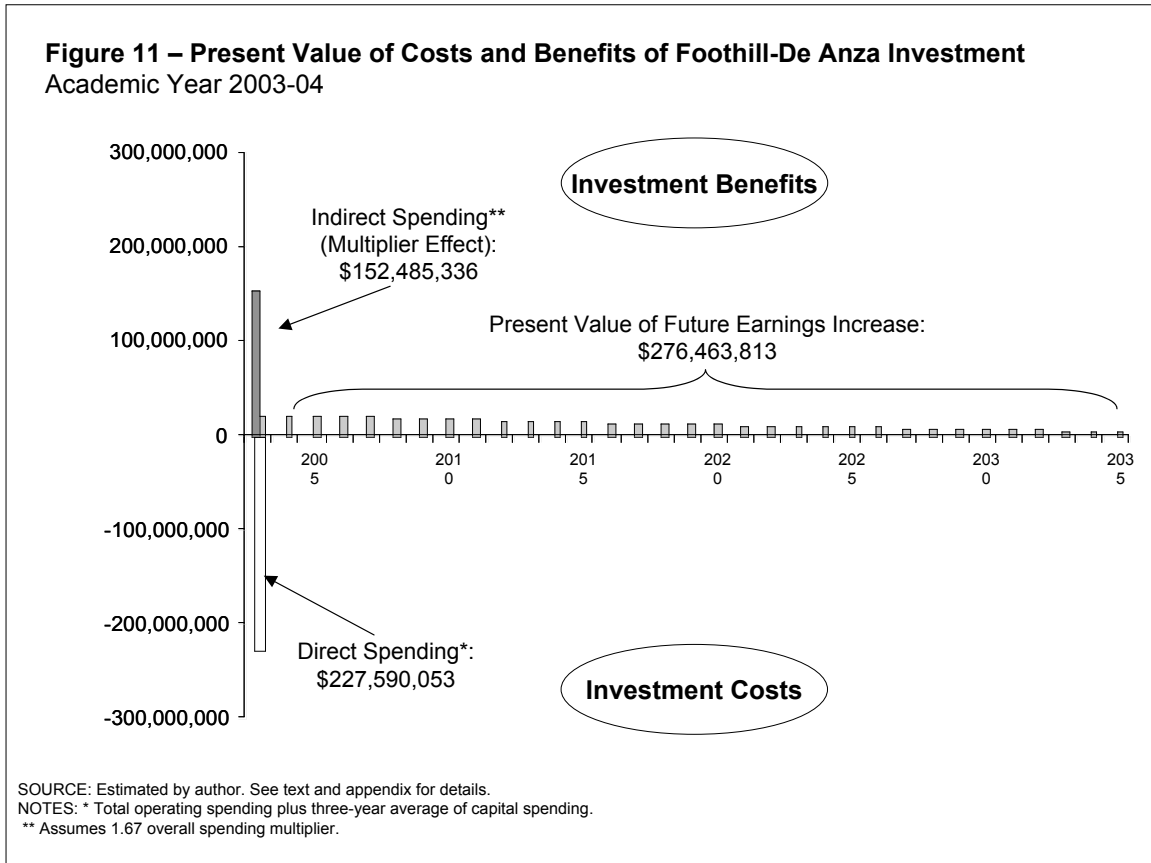 Figure 11 – Present Value of Costs and Benefits of Foothill-De Anza Investment
Academic Year 2003-04
300,000,000
Investment Benefits
Indirect Spending**
(Multiplier Effect):
$152,485,336
200,000,000
Present Value of Future Earnings Increase:
$276,463,813
100,000,000
0
200
5
201
0
201
5
202
0
202
5
203
0
203
5
-100,000,000
-200,000,000
Direct Spending*:
$227,590,053
Investment Costs
-300,000,000
SOURCE: Estimated by author. See text and appendix for details.
NOTES: * Total operating spending plus three-year average of capital spending.
** Assumes 1.67 overall spending multiplier.